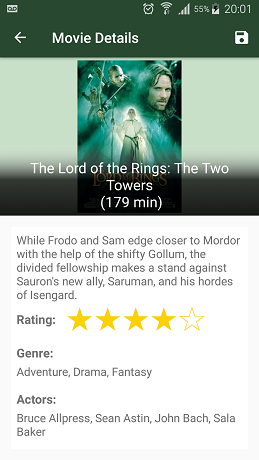 55% 20:01
Movie Details
The Lord of the Rings: The Two
Towers
(179 min)
While Frodo and Sam edge closer to Mordor
with the help of the shifty Gollum, the
divided fellowship makes a stand against
Sauron's new ally, Saruman, and his hordes
of Isengard.
Rating:
Genre:
Adventure, Drama, Fantasy
Actors:
Bruce Allpress, Sean Astin, John Bach, Sala
Baker